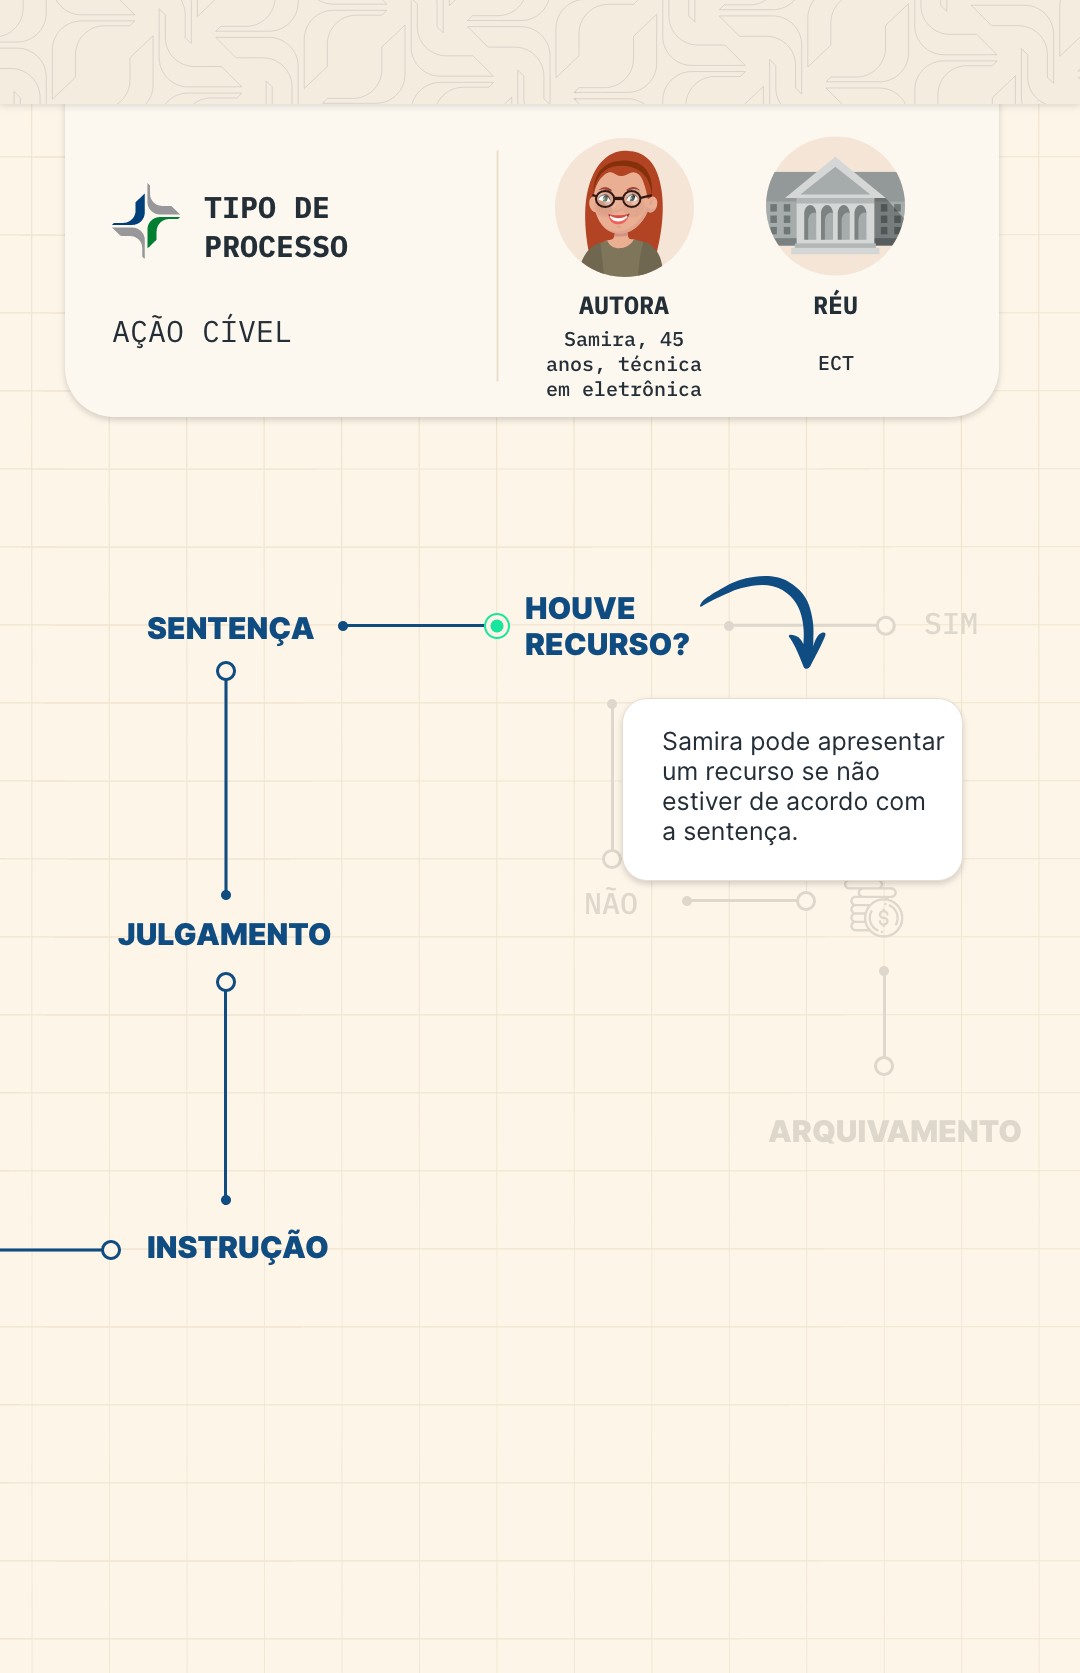 TIPO DE
PROCESSO
AÇÃO CÍVEL
AUTORA
Samira, 45
anos, técnica
em eletrônica
RÉU
ECT
SENTENÇA
HOUVE
RECURSO?
SIM
Samira pode apresentar
um recurso se não
estiver de acordo com
a sentença.
NÃO
$
JULGAMENTO
ARQUIVAMENTO
INSTRUÇÃO